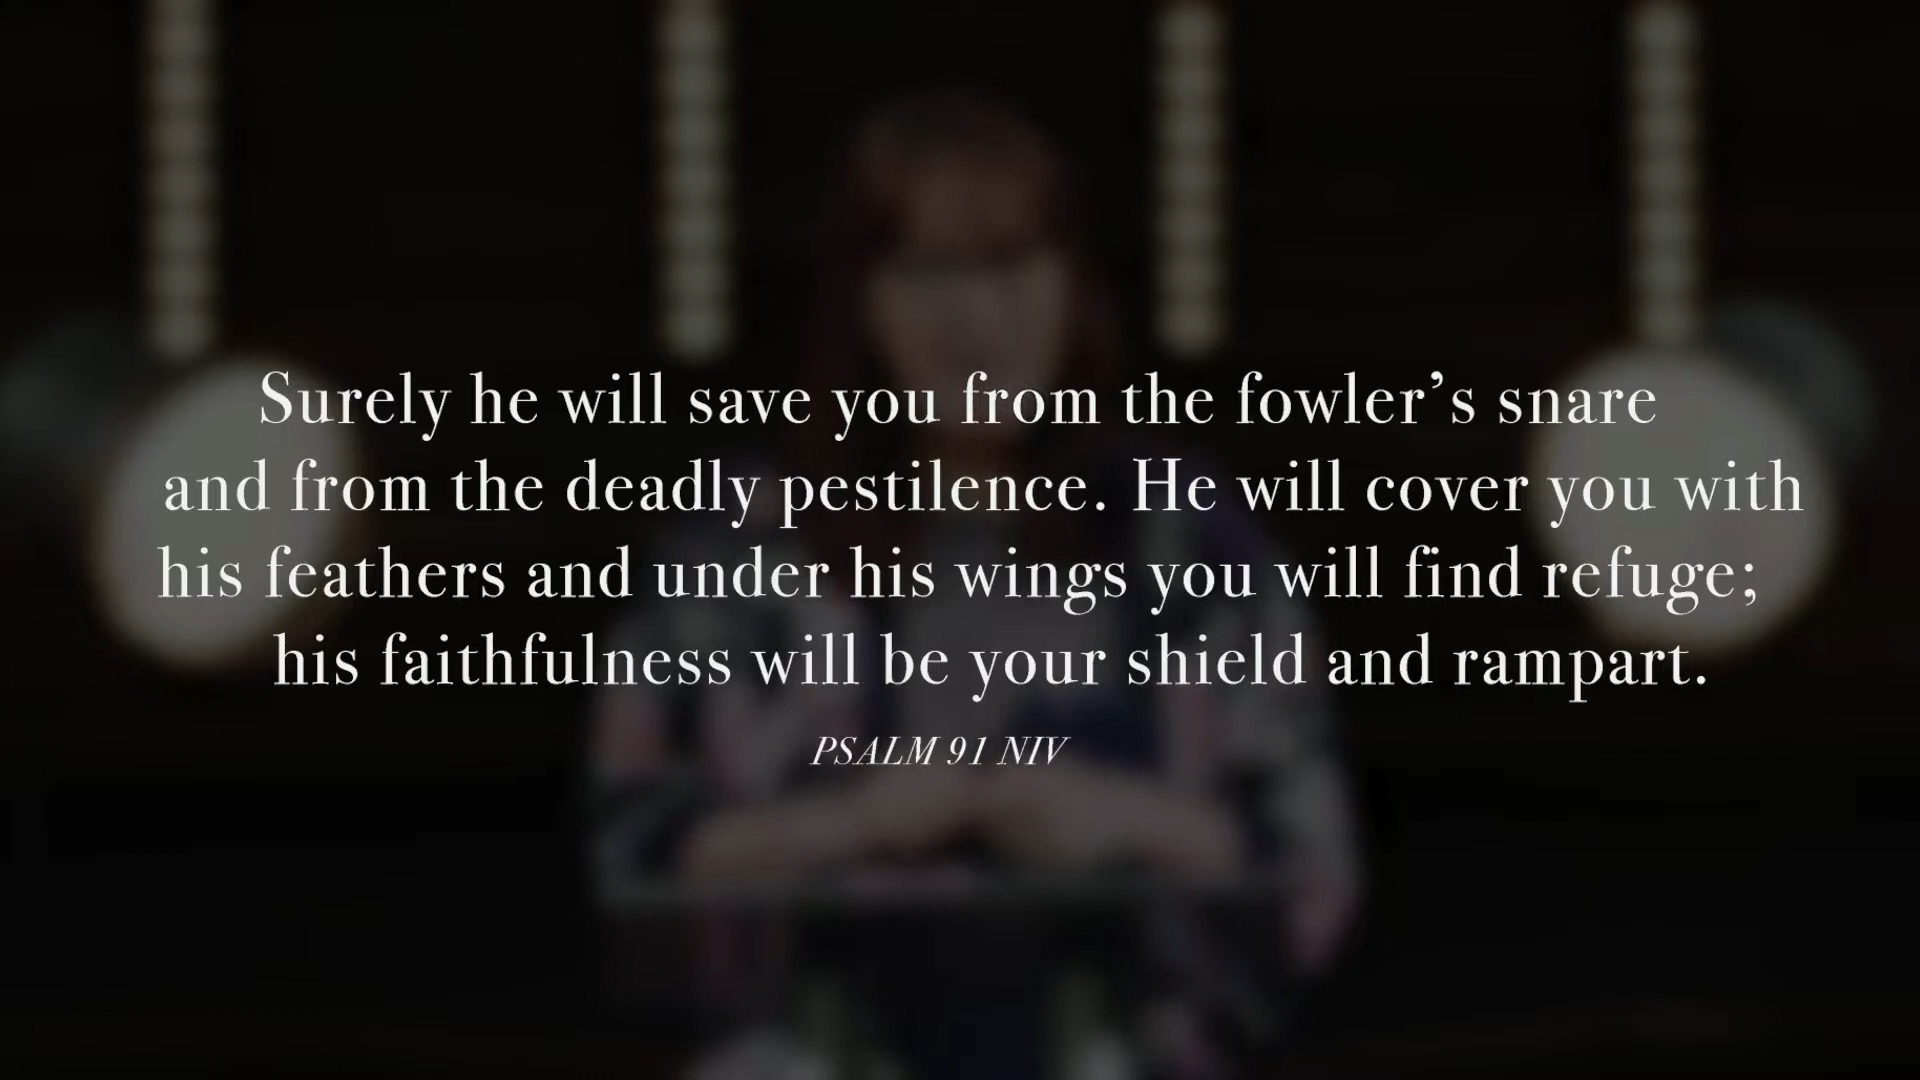 Surely he will save you from the fowler’s snare
and from the deadly pestilence. He will cover you with
his feathers and under his wings you will find refuge;
his faithfulness will be your shield and rampart.
PSALM 91 NIV